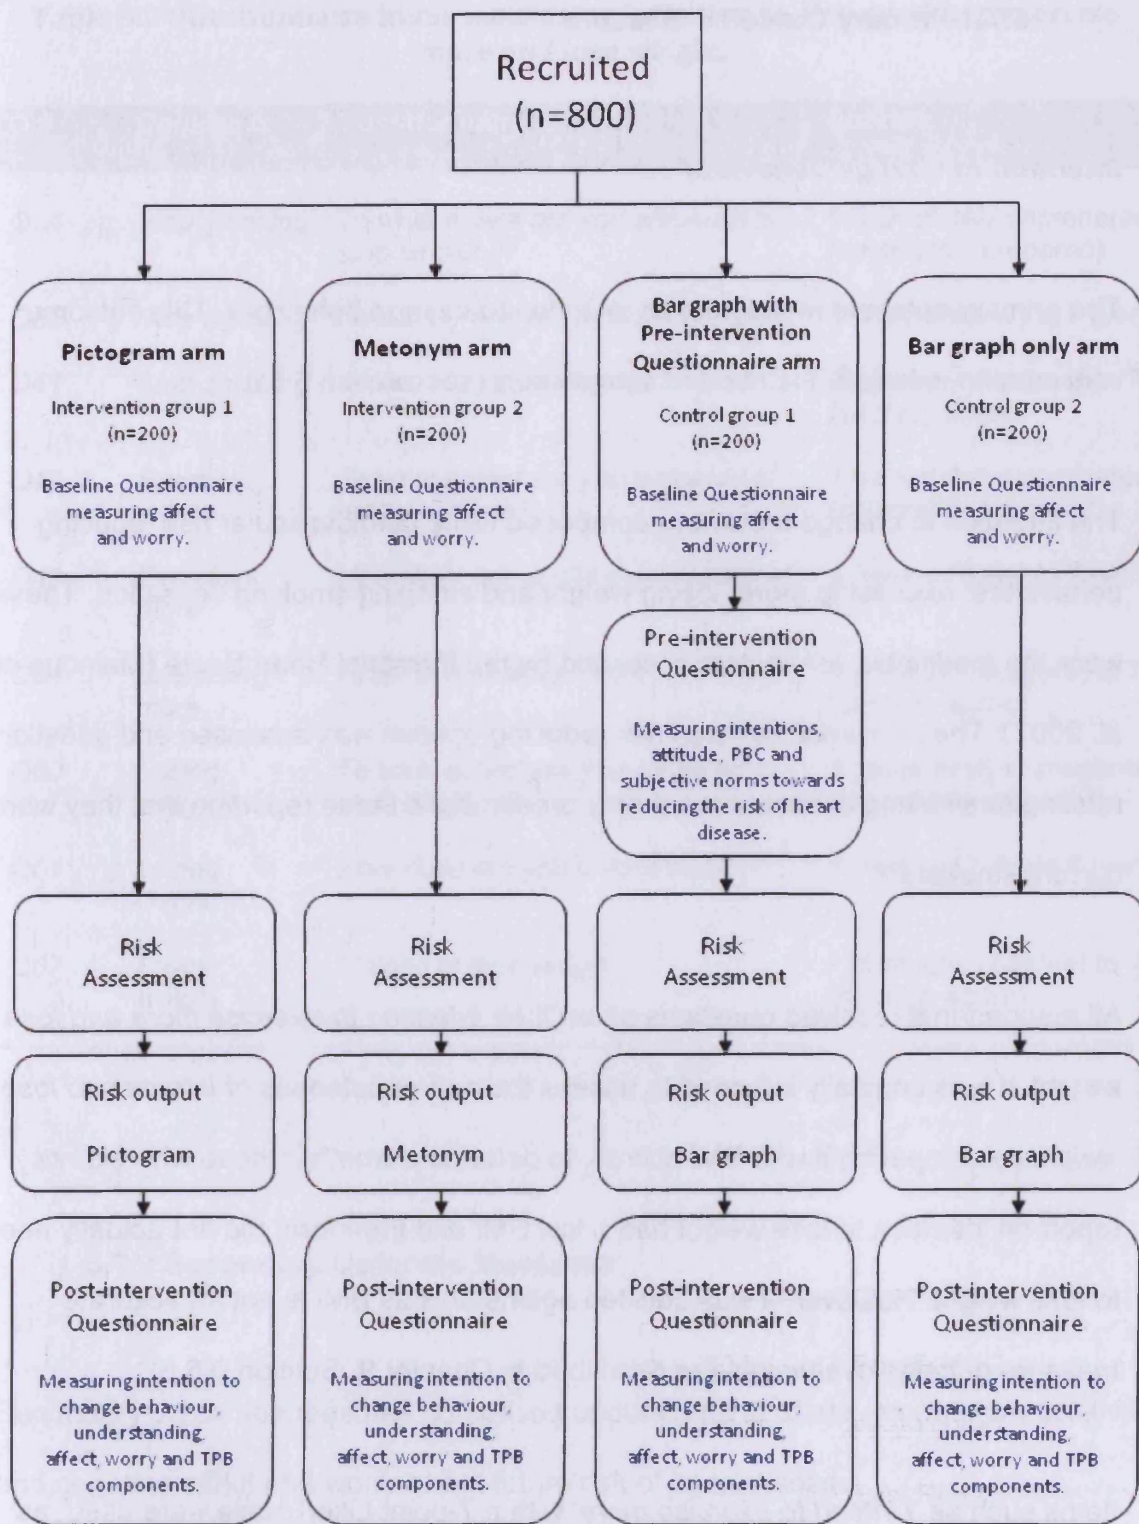 Recruited
(n=800)
Pictogram arm
Intervention group 1
(n=200)
Baseline Questionnaire
measuring affect
and worry.
Metonym arm
Intervention group 2
(n=200)
Baseline Questionnaire
measuring affect
and worry.
Bar graph with
Pre-intervention
Questionnaire arm
Control group 1
(n=200)
Baseline Questionnaire
measuring affect
and worry.
Bar graph only arm
Control group 2
(n=200)
Baseline Questionnaire
measuring affect
and worry.
Pre-intervention
Questionnaire
Measuring intentions
attitude, PBC and
subjective norms towards
reducing the risk of heart
disease.
Risk
Assessment
Risk
Assessment
Risk
Assessment
Risk
Assessment
Risk output
Pictogram
Risk output
Metonym
Risk output
Bar graph
Risk output
Bar graph
Post-intervention
Questionnaire
Measuring intention to
change behaviour,
understanding,
affect, worry and TPB
components.
Post-intervention
Questionnaire
Measuring intention to
change behaviour,
understanding,
affect, worry and TPB
components.
Post-intervention
Questionnaire
Measuring intention to
change behaviour,
understanding,
affect, worry and TPB
components.
Post-intervention
Questionnaire
Measuring intention to
change behaviour,
understanding,
affect, worry and TPB
components.